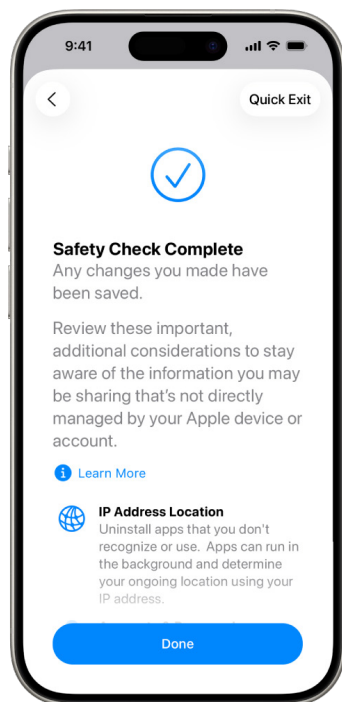 9:41
Quick Exit
Safety Check Complete
Any changes you made have
been saved.
Review these important,
additional considerations to stay
aware of the information you may
be sharing that's not directly
managed by your Apple device or
account.
Learn More
IP Address Location
Uninstall apps that you don't
recognize or use.  Apps can run in
the background and determine
your ongoing location using your
IP address.
Done